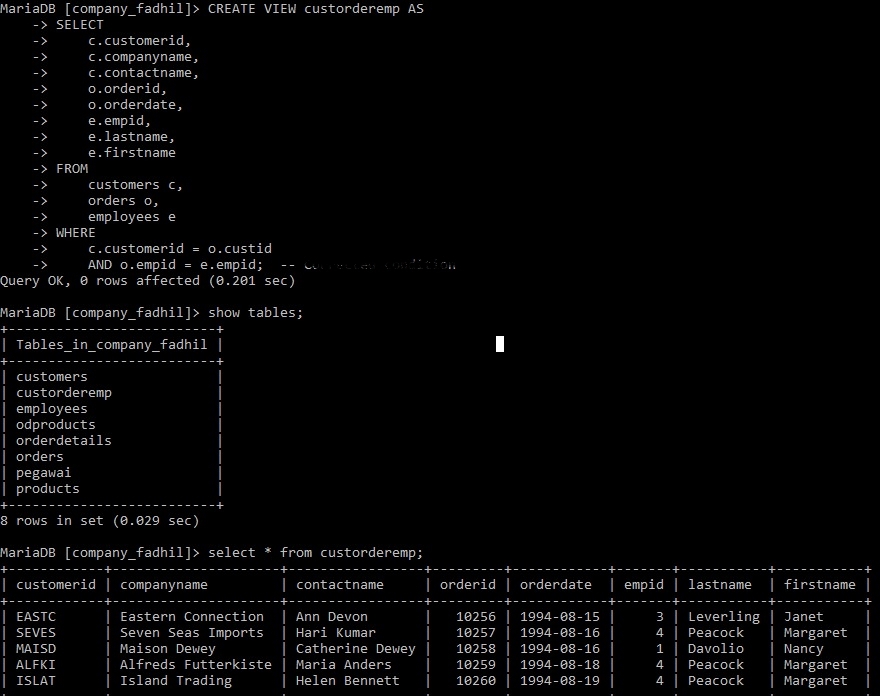 MariaDB [company_fadhil]> CREATE VIEW custorderemp AS
    -> SELECT
    ->     c.customerid,
    ->     c.companyname,
    ->     c.contactname,
    ->     o.orderid,
    ->     o.orderdate,
    ->     e.empid,
    ->     e.lastname,
    ->     e.firstname
    -> FROM
    ->     customers c,
    ->     orders o,
    ->     employees e
    -> WHERE
    ->     c.customerid = o.custid
    ->     AND o.empid = e.empid;  --
Query OK, 0 rows affected (0.201 sec)
MariaDB [company_fadhil]> show tables;
+--------------------------+
| Tables_in_company_fadhil |
+--------------------------+
| customers                |
| custorderemp             |
| employees                |
| odproducts               |
| orderdetails             |
| orders                   |
| pegawai                  |
| products                 |
+--------------------------+
8 rows in set (0.029 sec)
MariaDB [company_fadhil]> select * from custorderemp;
+------------+--------------------+-----------------+---------+------------+-------+-----------+-----------+
| customerid | companyname        | contactname     | orderid | orderdate  | empid | lastname  | firstname |
+------------+--------------------+-----------------+---------+------------+-------+-----------+-----------+
| EASTC      | Eastern Connection | Ann Devon       |   10256 | 1994-08-15 |     3 | Leverling | Janet     |
| SEVES      | Seven Seas Imports | Hari Kumar      |   10257 | 1994-08-16 |     4 | Peacock   | Margaret  |
| MAISD      | Maison Dewey       | Catherine Dewey |   10258 | 1994-08-16 |     1 | Davolio   | Nancy     |
| ALFKI      | Alfreds Futterkiste | Maria Anders    |   10259 | 1994-08-18 |     4 | Peacock   | Margaret  |
| ISLAT      | Island Trading     | Helen Bennett   |   10260 | 1994-08-19 |     4 | Peacock   | Margaret  |